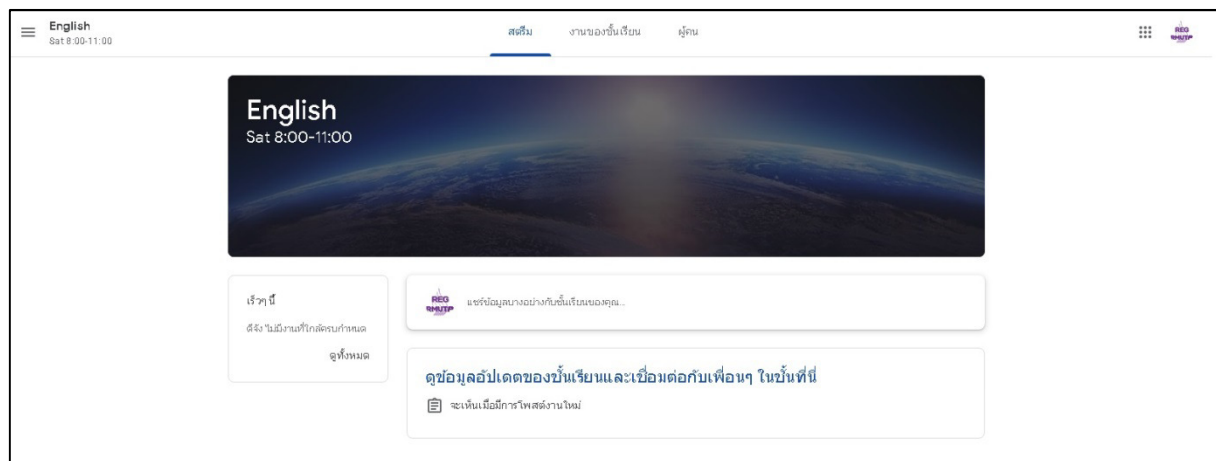 English
Sat 8:00-11:00
สตรีม งานของชั้นเรียน ผู้คน
REG
RMUTP
English
Sat 8:00-11:00
เร็วๆ นี้
ดีจัง ไม่มีงานที่ใกล้ครบกำหนด
ดูทั้งหมด
REG
RMUTP
แชร์ข้อมูลบางอย่างกับชั้นเรียนของคุณ...
ดูข้อมูลอัปเดตของชั้นเรียนและเชื่อมต่อกับเพื่อนๆ ในชั้นที่นี่
จะเห็นเมื่อมีการโพสต์งานใหม่